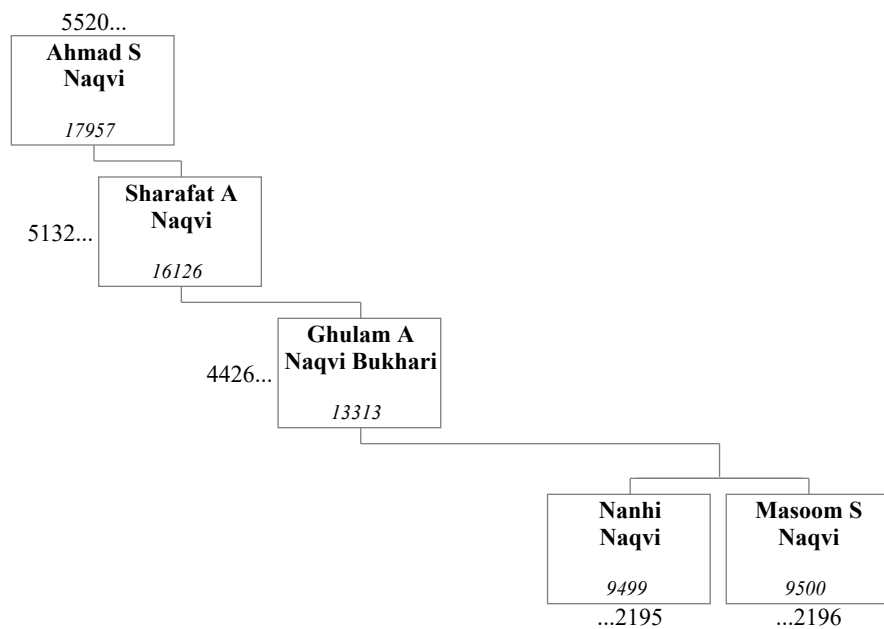 5520...
Ahmad S
Naqvi
17957
Sharafat A
Naqvi
5132...
16126
Ghulam A
Naqvi Bukhari
4426...
13313
Nanhi
Naqvi
9499
...2195
Masoom S
Naqvi
9500
...2196